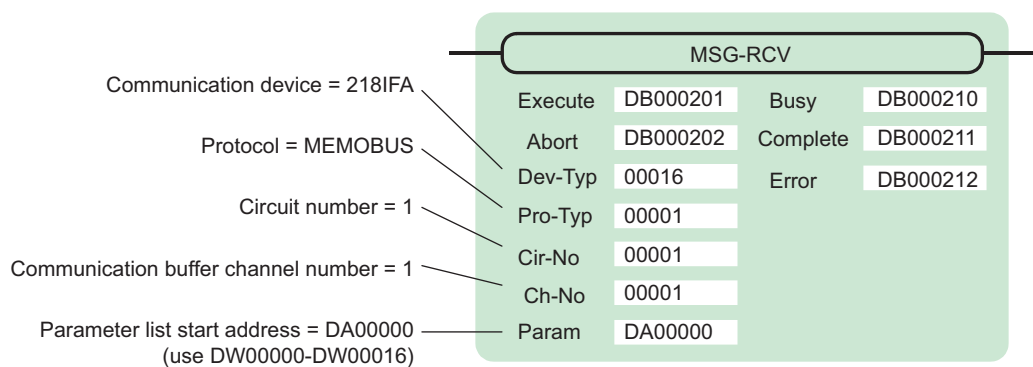 MSG-RCV
Communication device = 218IFA
Execute DB000201 Busy DB000210
Protocol = MEMOBUS
Abort DB000202 Complete DB000211
Dev-Typ 00016 Error DB000212
Circuit number = 1
Pro-Typ 00001
Cir-No 00001
Communication buffer channel number = 1
Ch-No 00001
Parameter list start address = DA00000
(use DW00000-DW00016)
Param DA00000